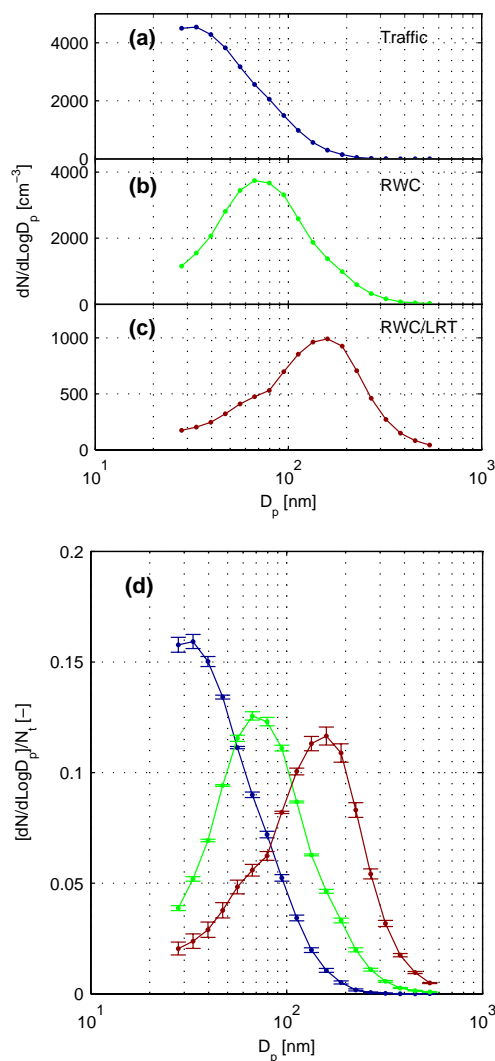 (a)
Traffic
4000
2000
0
(b)
RWC
4000
2000
0
(c)
RWC/LRT
1000
500
0
dN/dLogD_p [cm^−3]
10^1
10^2
10^3
D_p [nm]
(d)
0.2
0.15
0.1
0.05
0
[dN/dLogD_p]/N_t [−]
10^1
10^2
10^3
D_p [nm]